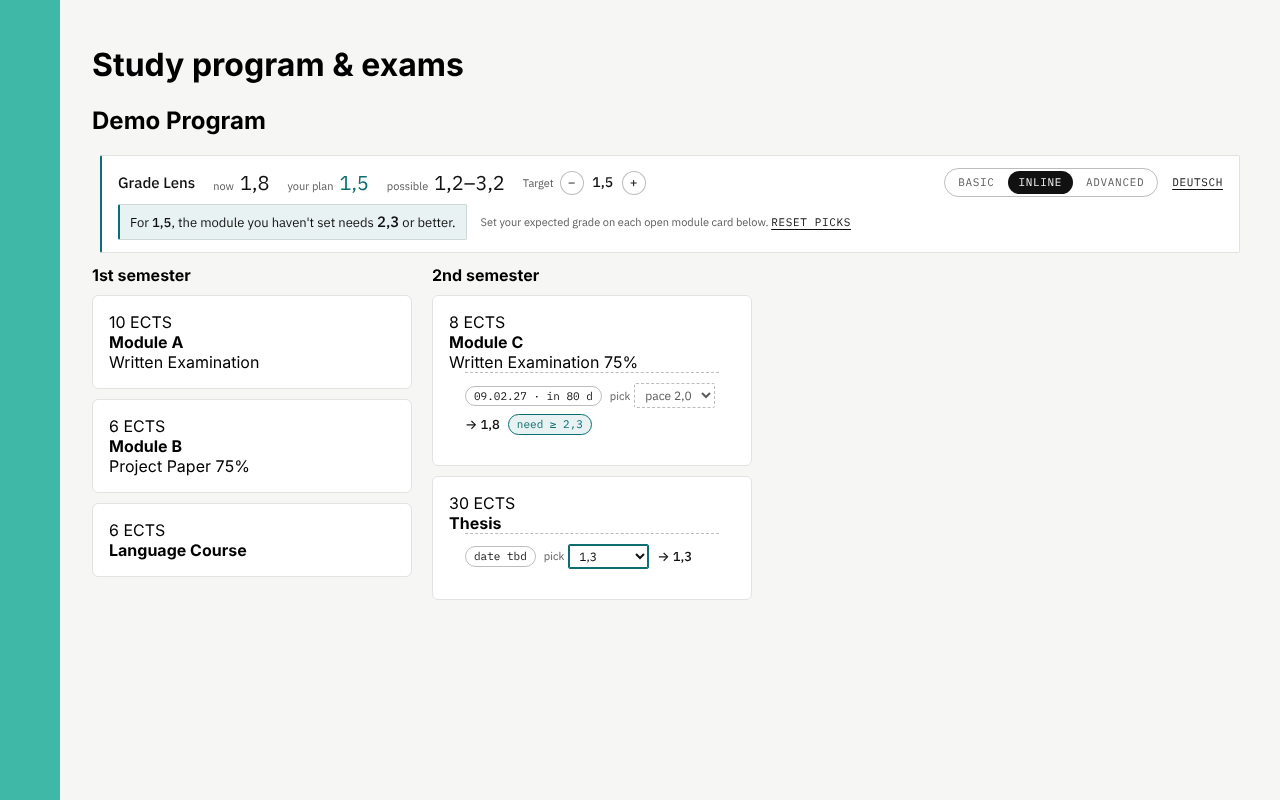 Study program & exams
Demo Program
Grade Lens now 1,8 your plan 1,5 possible 1,2–3,2 Target − 1,5 + BASIC INLINE ADVANCED DEUTSCH
For 1,5, the module you haven't set needs 2,3 or better. Set your expected grade on each open module card below. RESET PICKS
1st semester
10 ECTS
Module A
Written Examination
6 ECTS
Module B
Project Paper 75%
6 ECTS
Language Course
2nd semester
8 ECTS
Module C
Written Examination 75%
09.02.27 · in 80 d pick pace 2,0
→ 1,8 need ≥ 2,3
30 ECTS
Thesis
date tbd pick 1,3 → 1,3